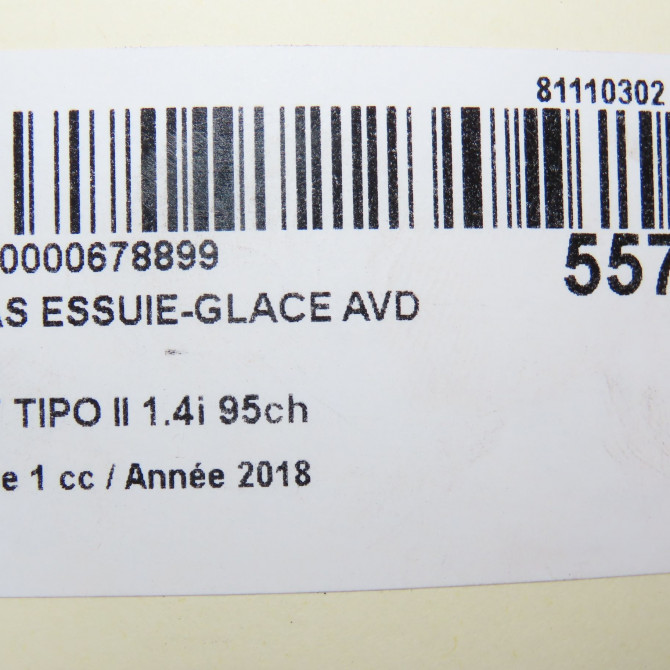 81110302
0000678899
557
AS ESSUIE-GLACE AVD
TIPO II 1.4i 95ch
e 1 cc / Année 2018